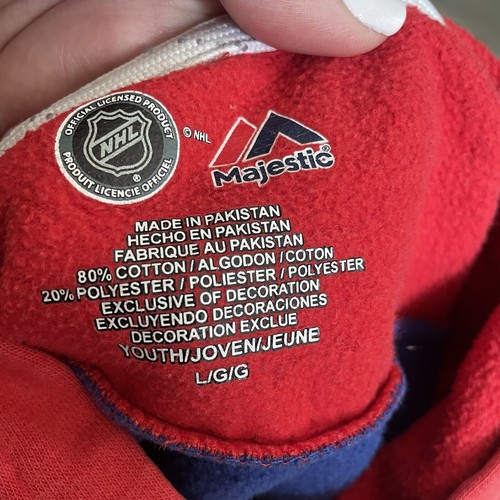 OFFICIAL LICENSED PRODUCT
NHL
®
PRODUIT LICENCIE OFFICIEL
© NHL
Majestic®
MADE IN PAKISTAN
HECHO EN PAKISTAN
FABRIQUE AU PAKISTAN
80% COTTON / ALGODON / COTON
20% POLYESTER / POLIESTER / POLYESTER
EXCLUSIVE OF DECORATION
EXCLUYENDO DECORACIONES
DECORATION EXCLUE
YOUTH/JOVEN/JEUNE
L/G/G